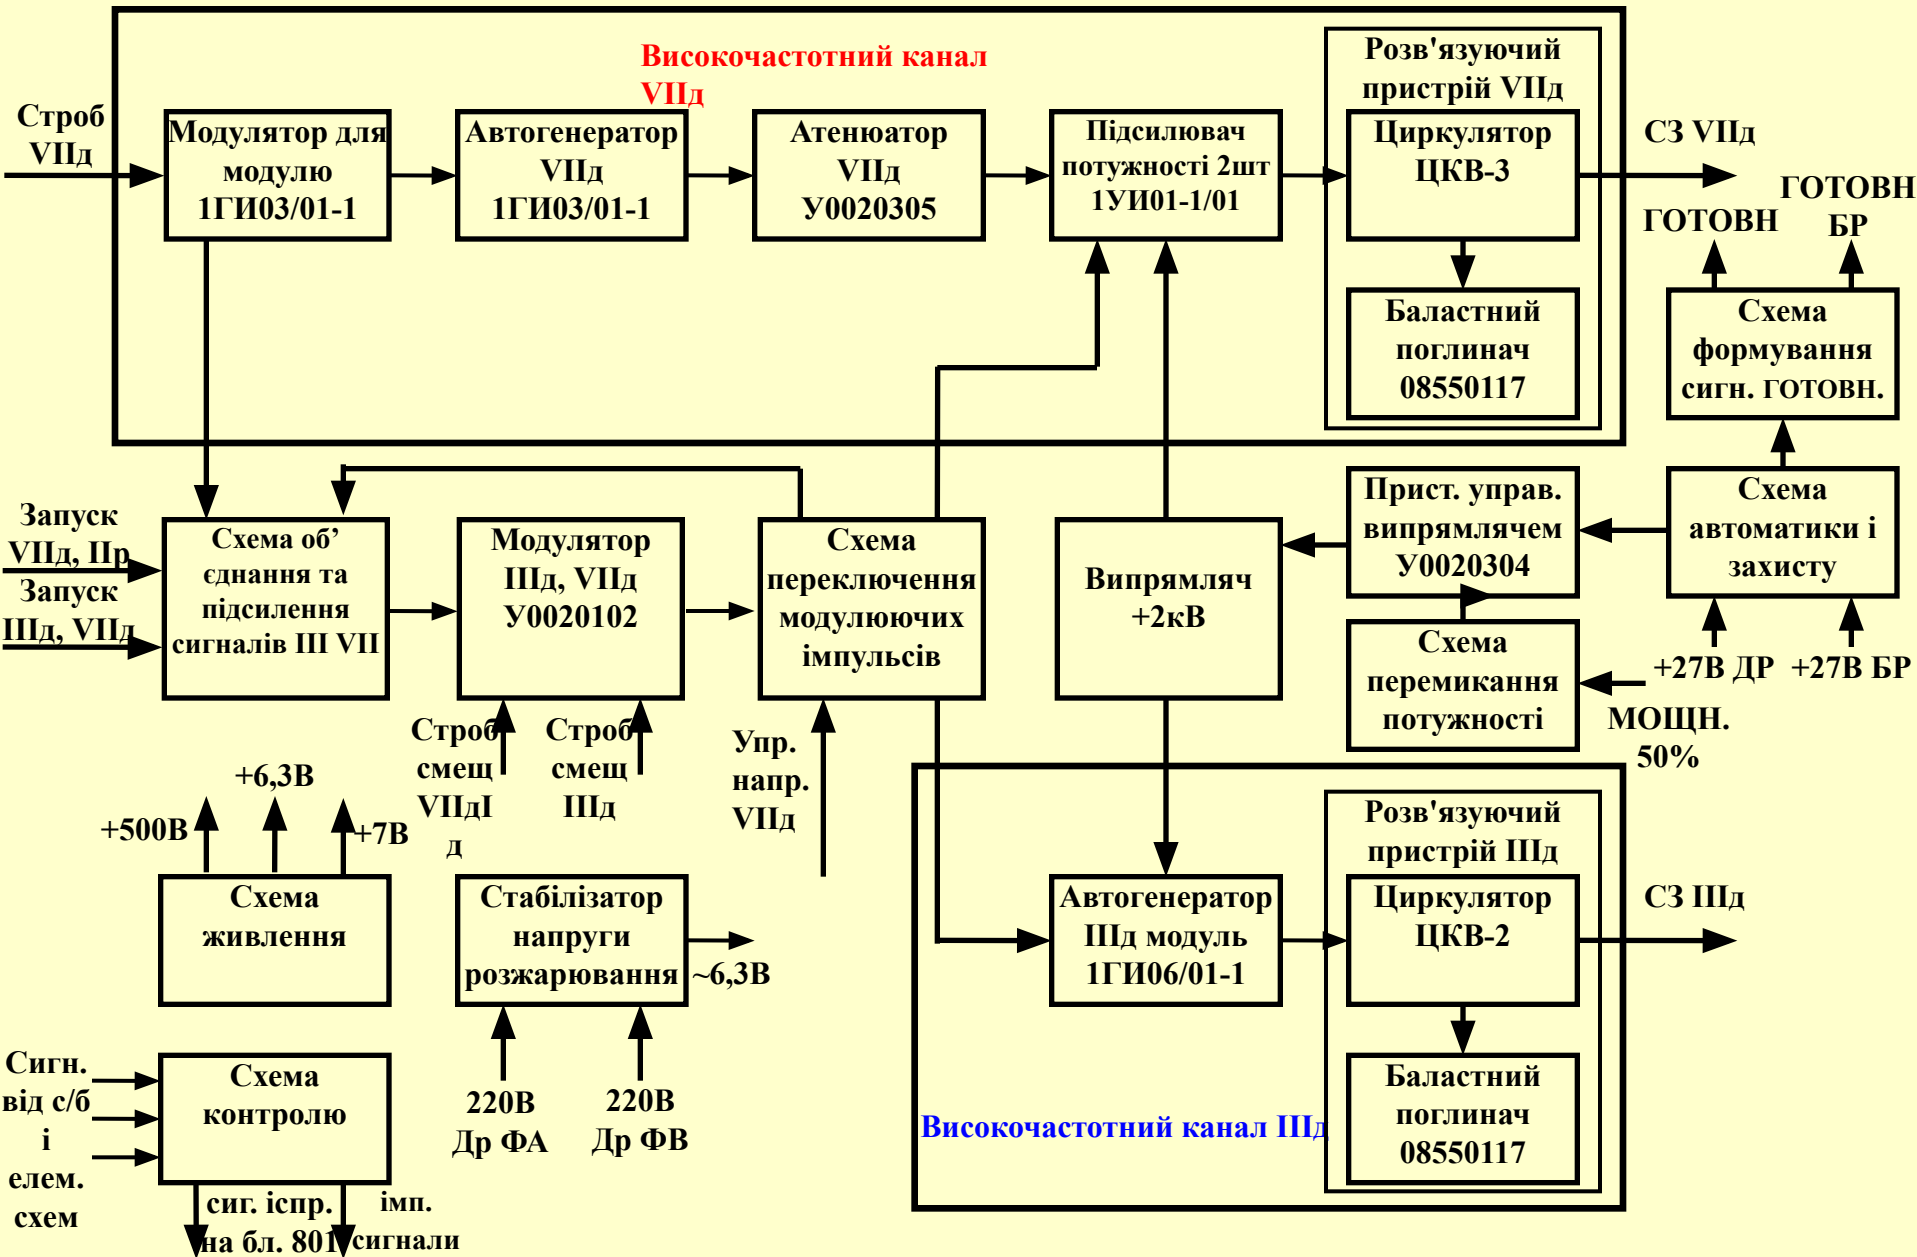 Високочастотний канал
VIIд
Строб
VIIд
Модулятор для
модулю
1ГИ03/01-1
Автогенератор
VIIд
1ГИ03/01-1
Атенюатор
VIIд
У0020305
Підсилювач
потужності 2шт
1УИ01-1/01
Розв'язуючий
пристрій VIIд
Циркулятор
ЦКВ-3
Баластний
поглинач
08550117
СЗ VIIд
ГОТОВН
ГОТОВН
БР
Схема
формування
сигн. ГОТОВН.
Запуск
VIIд, IIр
Запуск
IIIд, VIIд
Схема об’
єднання та
підсилення
сигналів III VII
Модулятор
IIIд, VIIд
У0020102
Схема
переключення
модулюючих
імпульсів
Випрямляч
+2кВ
Прист. управ.
випрямлячем
У0020304
Схема
автоматики і
захисту
Схема
перемикання
потужності
+27В ДР
+27В БР
МОЩН.
50%
Строб
смещ
VIIдІ
д
Строб
смещ
IIIд
Упр.
напр.
VIIд
+500В
+6,3В
+7В
Схема
живлення
Стабілізатор
напруги
розжарювання
~6,3В
220В
Др ФА
220В
Др ФВ
Автогенератор
IIIд модуль
1ГИ06/01-1
Розв'язуючий
пристрій IIIд
Циркулятор
ЦКВ-2
Баластний
поглинач
08550117
СЗ IIIд
Високочастотний канал IIIд
Сигн.
від с/б
і
елем.
схем
Схема
контролю
сиг. іспр.
на бл. 801
імп.
сигнали